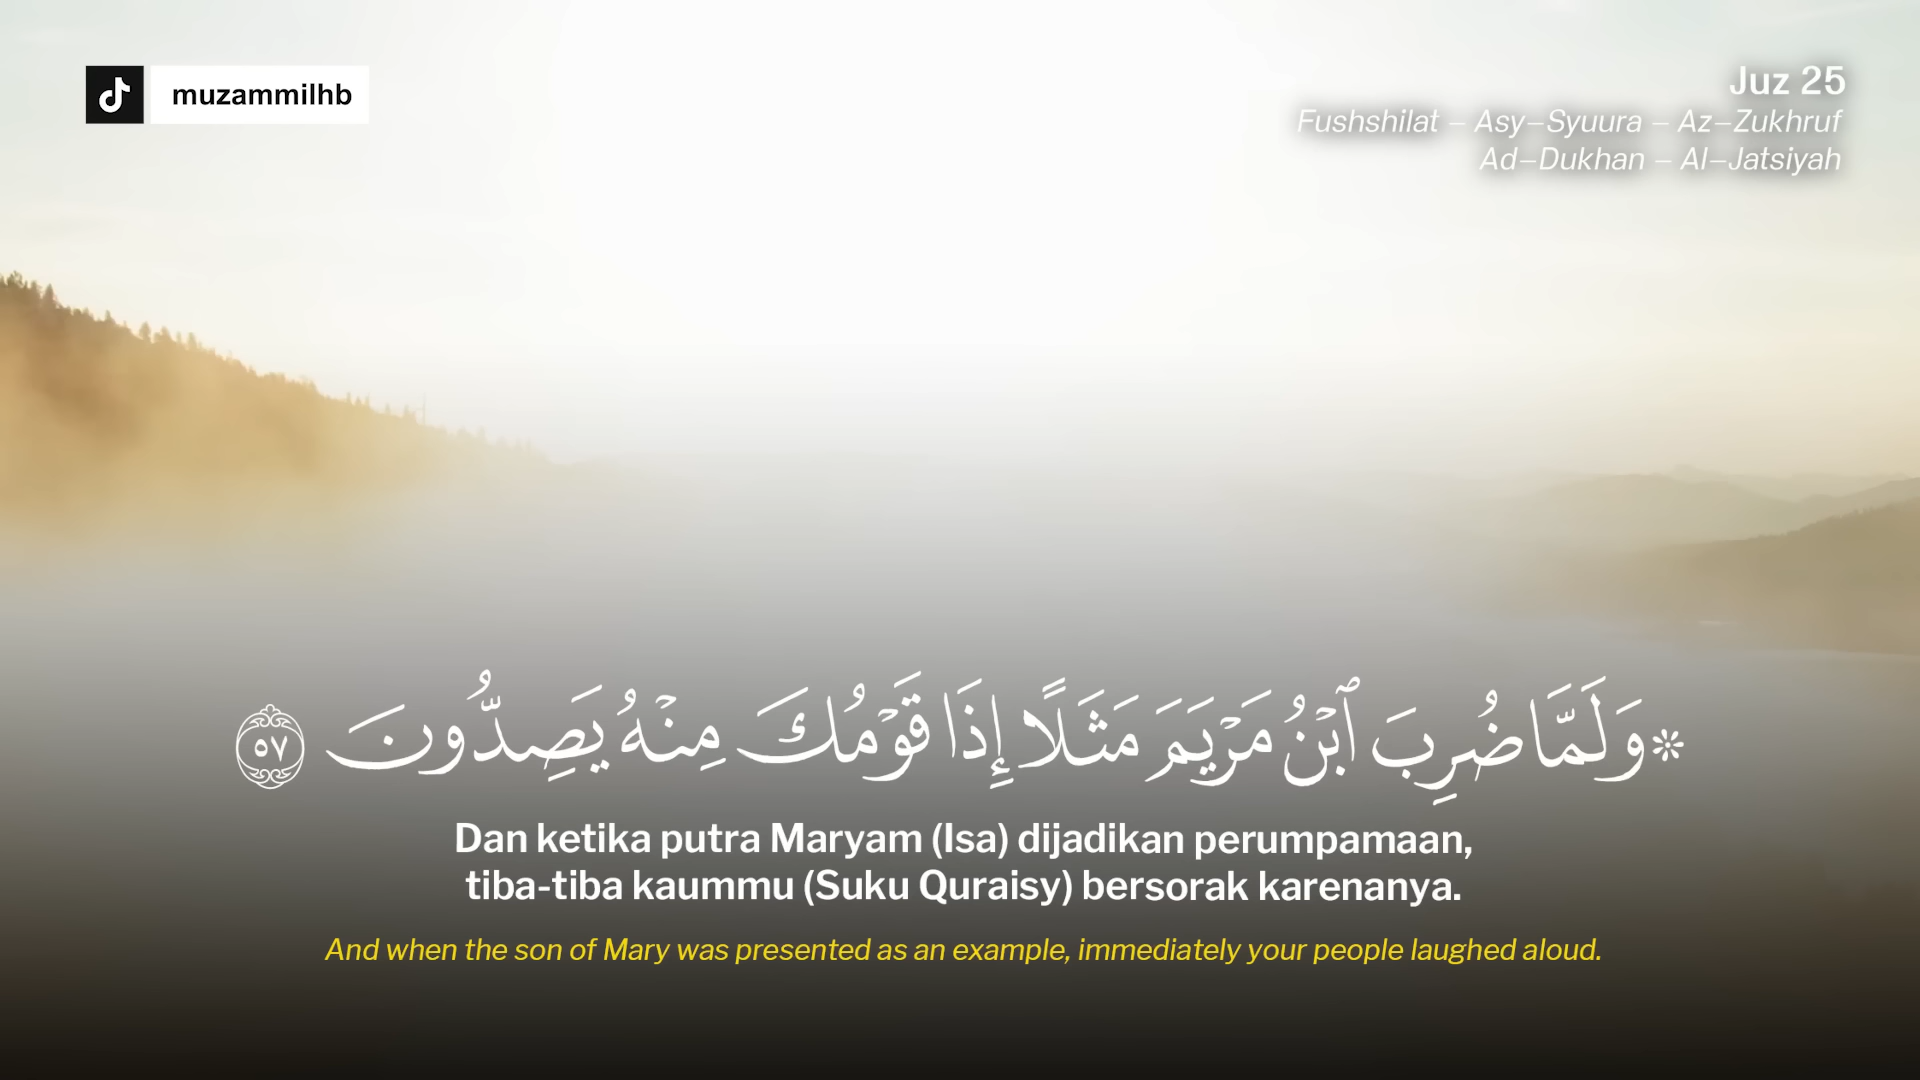 muzammilhb
Juz 25
Fushshilat – Asy–Syuura – Az–Zukhruf
Ad–Dukhan – Al–Jatsiyah
۞ وَلَمَّا ضُرِبَ ٱبْنُ مَرْيَمَ مَثَلًا إِذَا قَوْمُكَ مِنْهُ يَصِدُّونَ ٥٧
Dan ketika putra Maryam (Isa) dijadikan perumpamaan,
tiba-tiba kaummu (Suku Quraisy) bersorak karenanya.
And when the son of Mary was presented as an example, immediately your people laughed aloud.